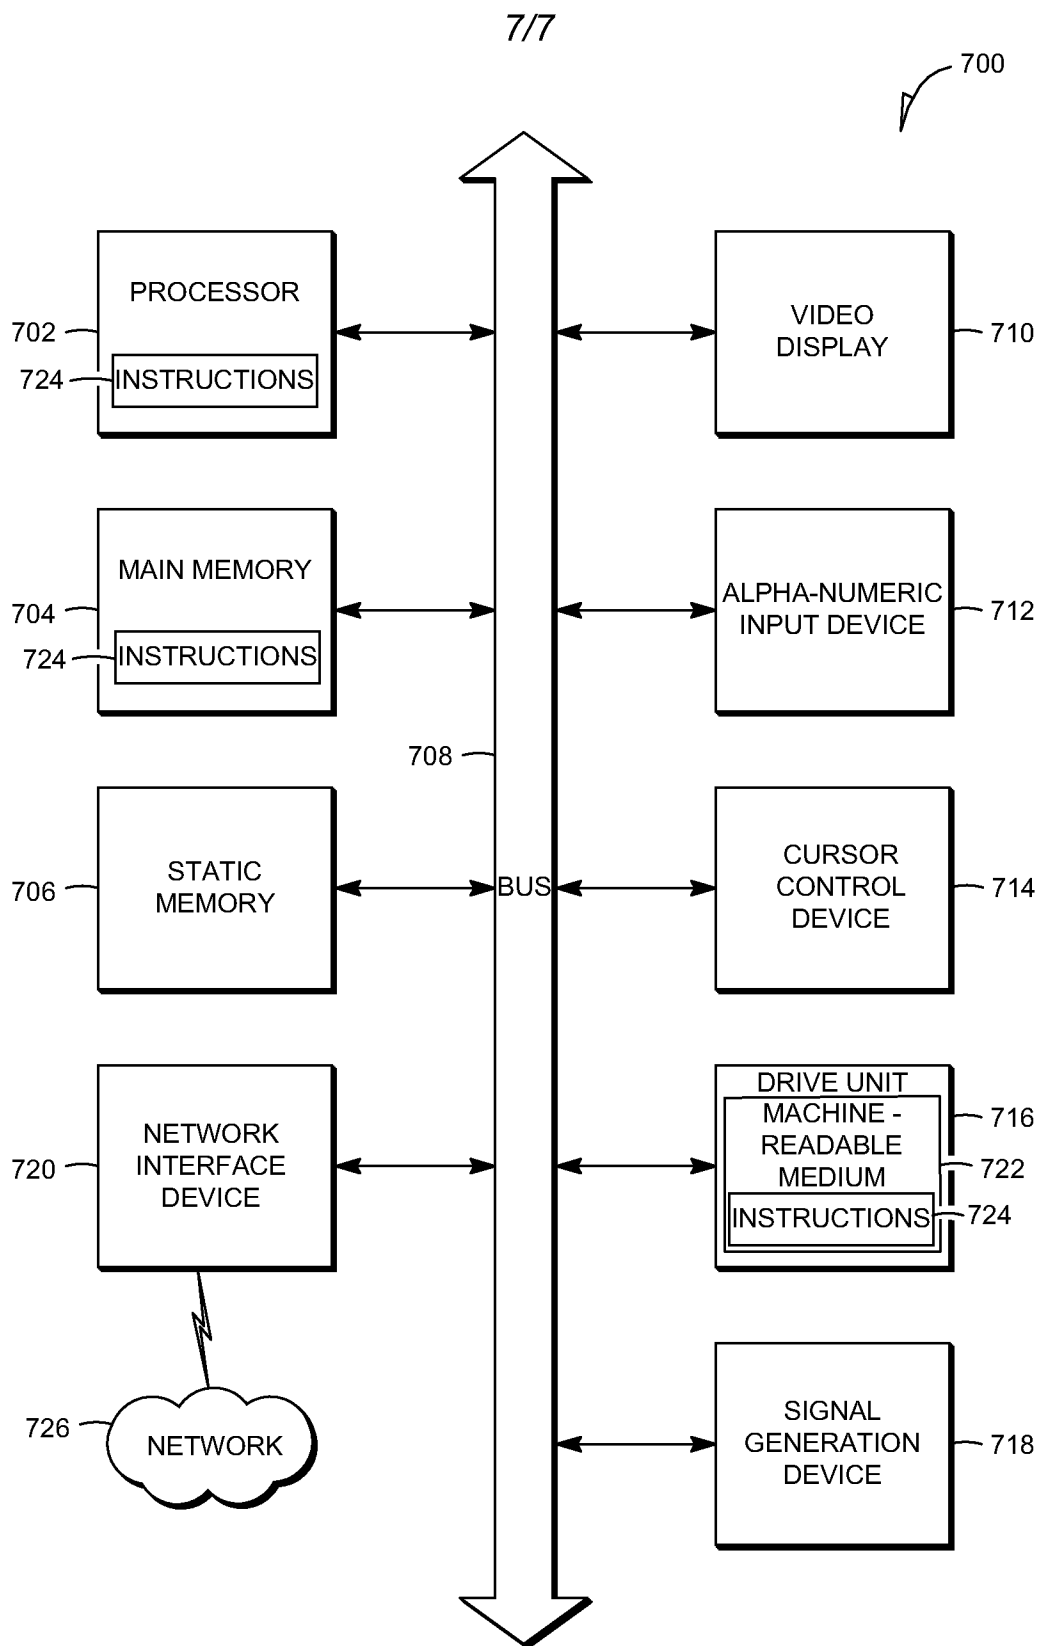 7/7
700
PROCESSOR
702
724
INSTRUCTIONS
VIDEO
DISPLAY
710
MAIN MEMORY
704
724
INSTRUCTIONS
ALPHA-NUMERIC
INPUT DEVICE
712
708
STATIC
MEMORY
706
BUS
CURSOR
CONTROL
DEVICE
714
NETWORK
INTERFACE
DEVICE
720
DRIVE UNIT
716
MACHINE -
READABLE
MEDIUM
722
INSTRUCTIONS
724
726
NETWORK
SIGNAL
GENERATION
DEVICE
718